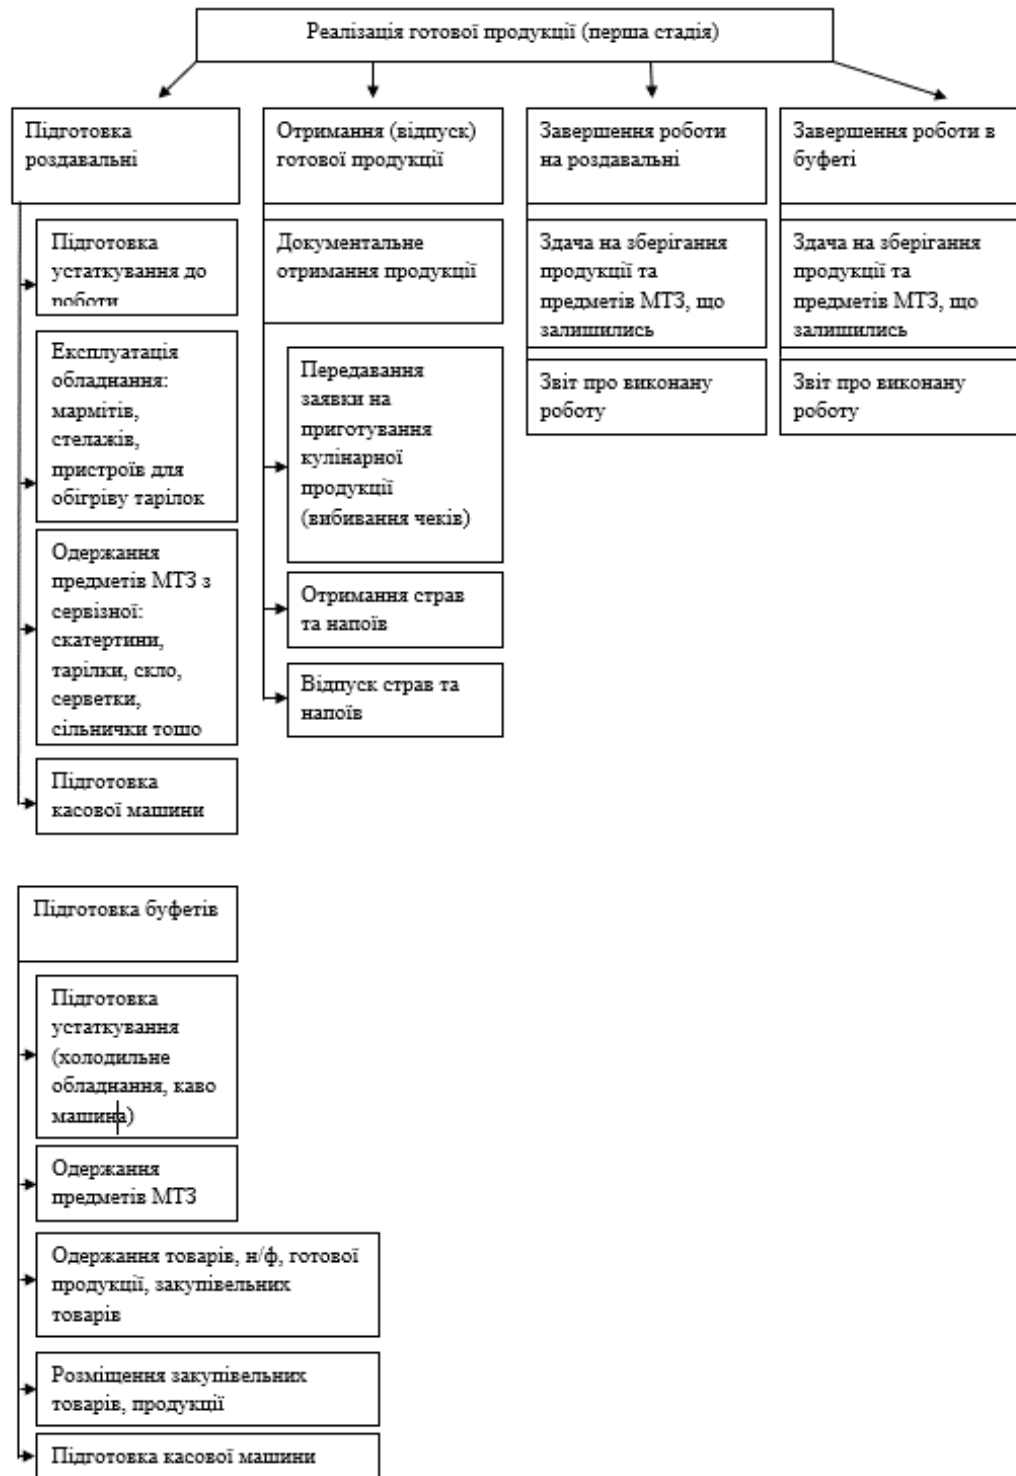 Реалізація готової продукції (перша стадія)
Підготовка
роздавальні
Підготовка
устаткування до
роботи
Експлуатація
обладнання:
мармітів,
стелажів,
пристроїв для
обігріву тарілок
Одержання
предметів МТЗ з
сервізної:
скатертини,
тарілки, скло,
серветки,
сільнички тощо
Підготовка
касової машини
Отримання (відпуск)
готової продукції
Документальне
отримання продукції
Передавання
заявки на
приготування
кулінарної
продукції
(вибивання чеків)
Отримання страв
та напоїв
Відпуск страв та
напоїв
Завершення роботи
на роздавальні
Здача на зберігання
продукції та
предметів МТЗ, що
залишились
Звіт про виконану
роботу
Завершення роботи в
буфеті
Здача на зберігання
продукції та
предметів МТЗ, що
залишились
Звіт про виконану
роботу
Підготовка буфетів
Підготовка
устаткування
(холодильне
обладнання, каво
машина)
Одержання
предметів МТЗ
Одержання товарів, н/ф, готової
продукції, закупівельних
товарів
Розміщення закупівельних
товарів, продукції
Підготовка касової машини